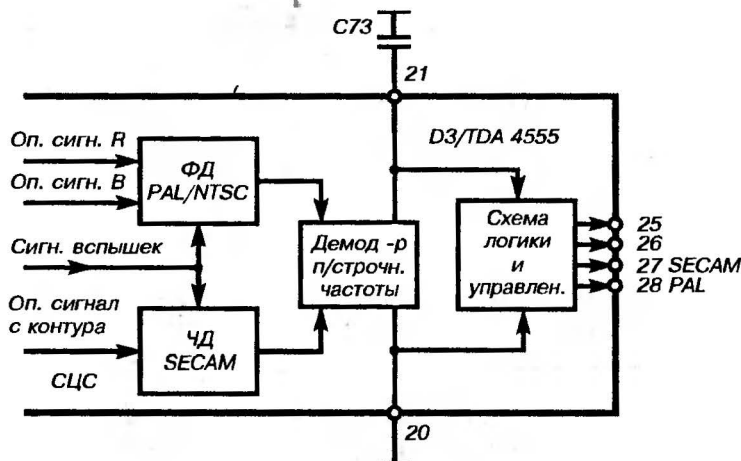 C73
21
Оп. сигн. R
D3/TDA 4555
ФД
PAL/NTSC
Оп. сигн. B
Сигн. вспышек
Демод -р
п/строчн.
частоты
Схема
логики
и
управлен.
25
26
27 SECAM
28 PAL
Оп. сигнал
с контура
ЧД
SECAM
СЦС
20